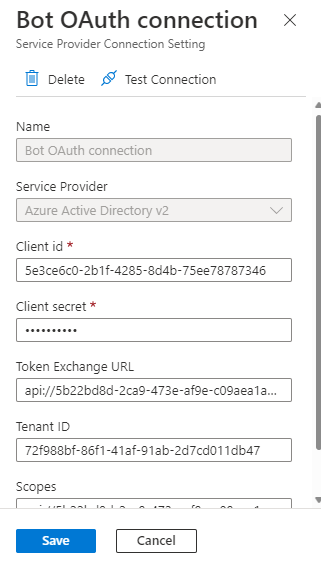 Bot OAuth connection
Service Provider Connection Setting
Delete Test Connection
Name
Bot OAuth connection
Service Provider
Azure Active Directory v2
Client id *
5e3ce6c0-2b1f-4285-8d4b-75ee78787346
Client secret *
••••••••••
Token Exchange URL
api://5b22bd8d-2ca9-473e-af9e-c09aea1a...
Tenant ID
72f988bf-86f1-41af-91ab-2d7cd011db47
Scopes
Save Cancel